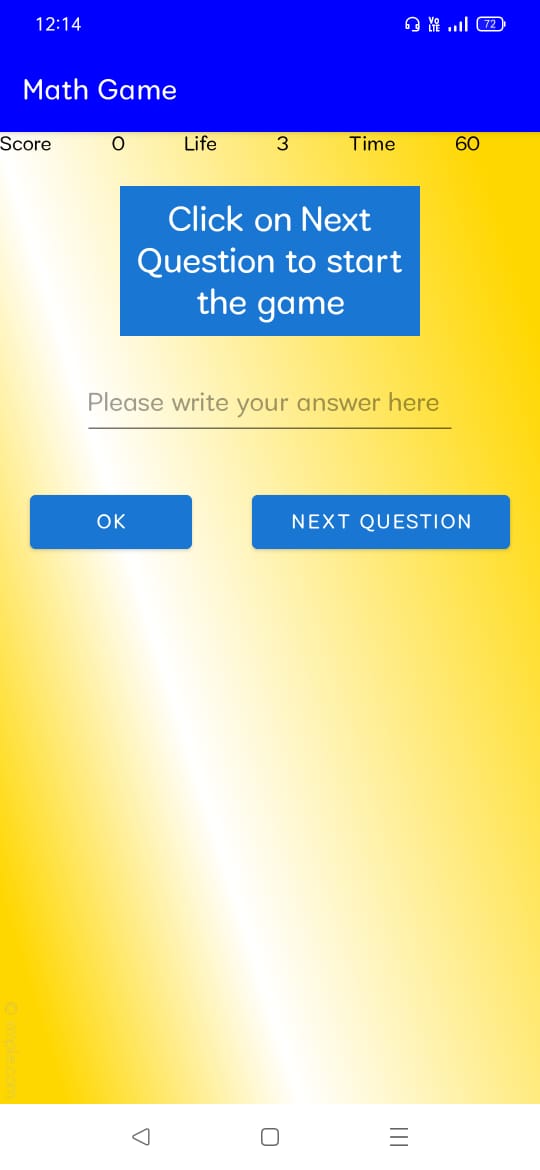 12:14 VO LTE 72
Math Game
Score 0 Life 3 Time 60
Click on Next
Question to start
the game
Please write your answer here
OK NEXT QUESTION